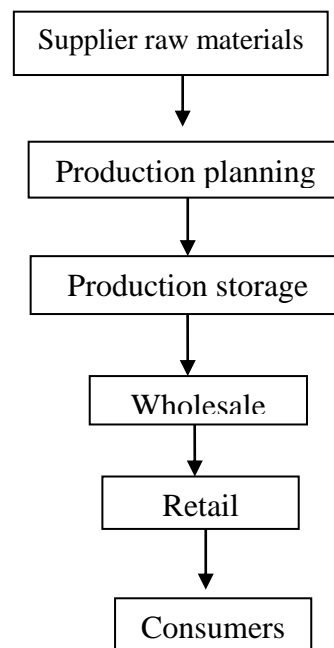 Supplier raw materials
Production planning
Production storage
Wholesale
Retail
Consumers